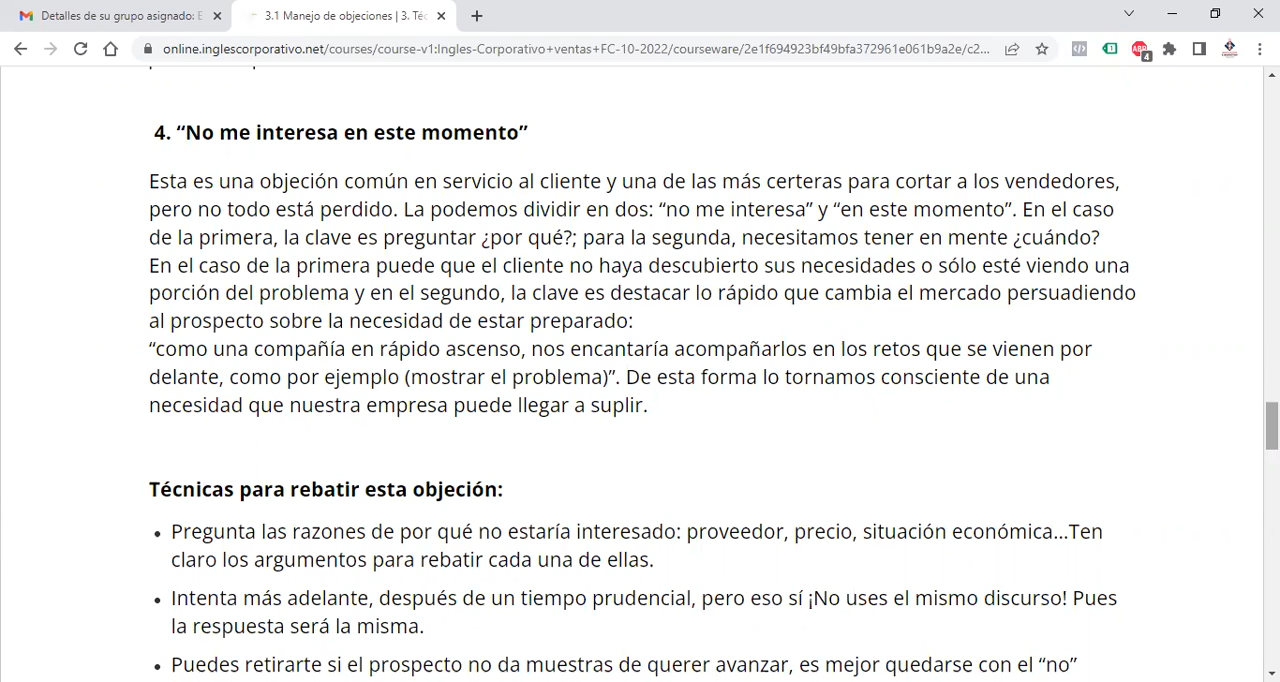 Detalles de su grupo asignado: E
3.1 Manejo de objeciones | 3. Téc
online.inglescorporativo.net/courses/course-v1:Ingles-Corporativo+ventas+FC-10-2022/courseware/2e1f694923bf49bfa372961e061b9a2e/c2...
ABP
4
4. “No me interesa en este momento”
Esta es una objeción común en servicio al cliente y una de las más certeras para cortar a los vendedores,
pero no todo está perdido. La podemos dividir en dos: “no me interesa” y “en este momento”. En el caso
de la primera, la clave es preguntar ¿por qué?; para la segunda, necesitamos tener en mente ¿cuándo?
En el caso de la primera puede que el cliente no haya descubierto sus necesidades o sólo esté viendo una
porción del problema y en el segundo, la clave es destacar lo rápido que cambia el mercado persuadiendo
al prospecto sobre la necesidad de estar preparado:
“como una compañía en rápido ascenso, nos encantaría acompañarlos en los retos que se vienen por
delante, como por ejemplo (mostrar el problema)”. De esta forma lo tornamos consciente de una
necesidad que nuestra empresa puede llegar a suplir.
Técnicas para rebatir esta objeción:
• Pregunta las razones de por qué no estaría interesado: proveedor, precio, situación económica...Ten
claro los argumentos para rebatir cada una de ellas.
• Intenta más adelante, después de un tiempo prudencial, pero eso sí ¡No uses el mismo discurso! Pues
la respuesta será la misma.
• Puedes retirarte si el prospecto no da muestras de querer avanzar, es mejor quedarse con el “no”